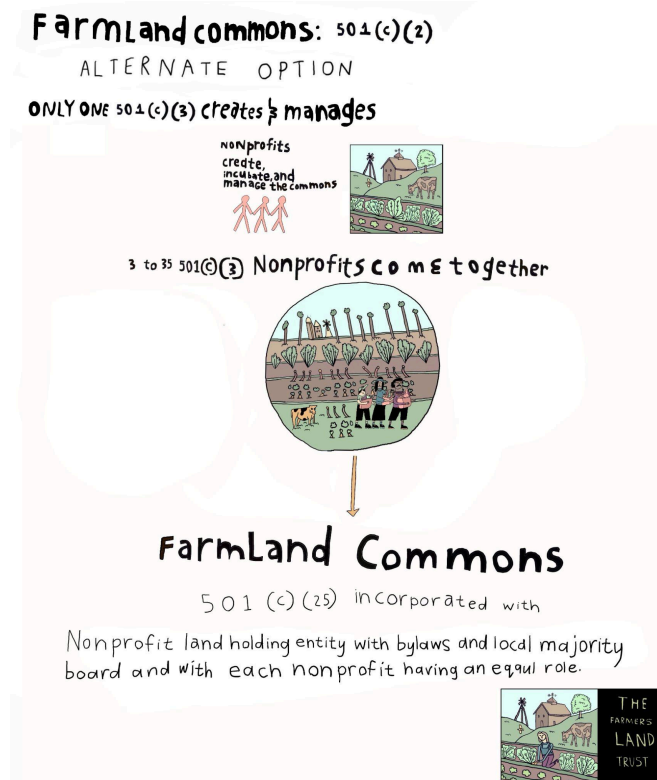 Farmland commons: 501(c)(2)
ALTERNATE OPTION
ONLY ONE 501(c)(3) creates & manages
Nonprofits
create,
incubate, and
manage the commons
3 to 35 501(c)(3) Nonprofits come together
Farmland Commons
501 (c) (25) incorporated with
Nonprofit land holding entity with bylaws and local majority
board and with each nonprofit having an eqaul role.
THE
FARMERS
LAND
TRUST